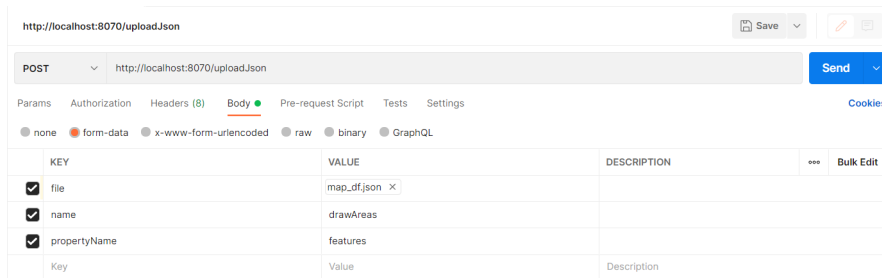 http://localhost:8070/uploadJson Save
POST http://localhost:8070/uploadJson Send
Params Authorization Headers (8) Body Pre-request Script Tests Settings Cookies
none form-data x-www-form-urlencoded raw binary GraphQL
KEY VALUE DESCRIPTION ooo Bulk Edit
file map_df.json ×
name drawAreas
propertyName features
Key Value Description